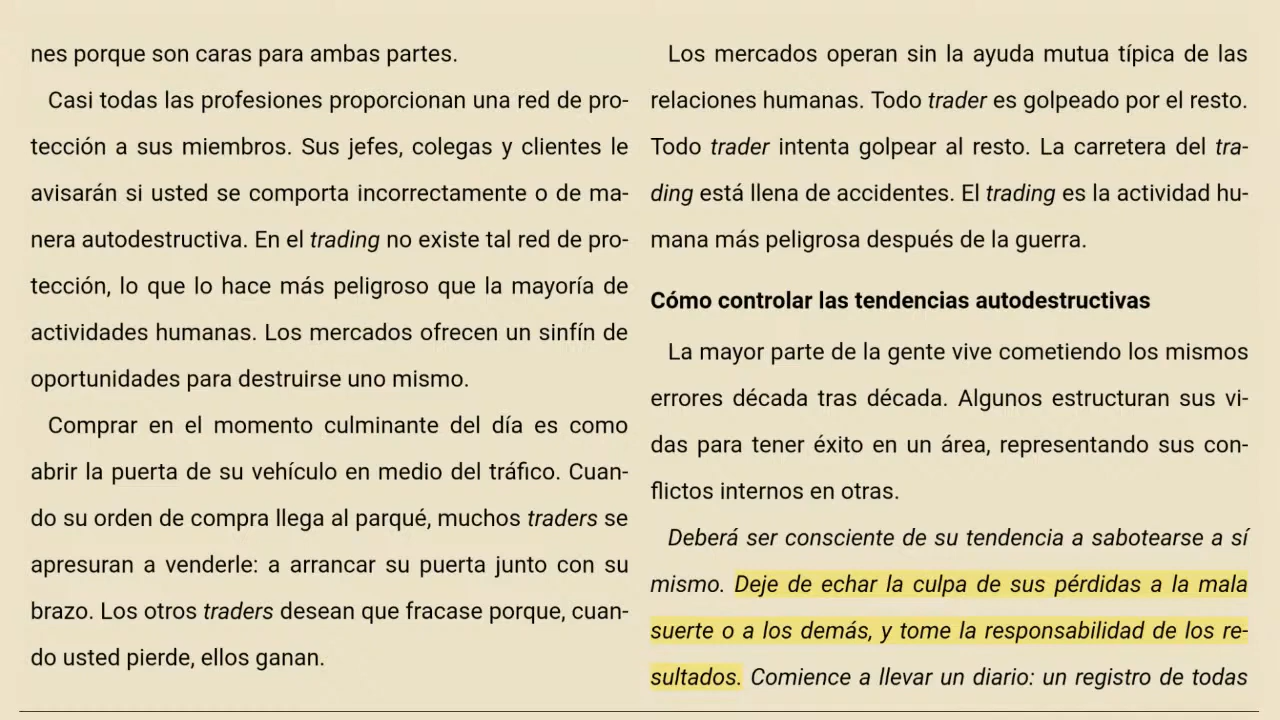 nes porque son caras para ambas partes.
Casi todas las profesiones proporcionan una red de pro-
tección a sus miembros. Sus jefes, colegas y clientes le
avisarán si usted se comporta incorrectamente o de ma-
nera autodestructiva. En el trading no existe tal red de pro-
tección, lo que lo hace más peligroso que la mayoría de
actividades humanas. Los mercados ofrecen un sinfín de
oportunidades para destruirse uno mismo.
Comprar en el momento culminante del día es como
abrir la puerta de su vehículo en medio del tráfico. Cuan-
do su orden de compra llega al parqué, muchos traders se
apresuran a venderle: a arrancar su puerta junto con su
brazo. Los otros traders desean que fracase porque, cuan-
do usted pierde, ellos ganan.
Los mercados operan sin la ayuda mutua típica de las
relaciones humanas. Todo trader es golpeado por el resto.
Todo trader intenta golpear al resto. La carretera del tra-
ding está llena de accidentes. El trading es la actividad hu-
mana más peligrosa después de la guerra.
Cómo controlar las tendencias autodestructivas
La mayor parte de la gente vive cometiendo los mismos
errores década tras década. Algunos estructuran sus vi-
das para tener éxito en un área, representando sus con-
flictos internos en otras.
Deberá ser consciente de su tendencia a sabotearse a sí
mismo. Deje de echar la culpa de sus pérdidas a la mala
suerte o a los demás, y tome la responsabilidad de los re-
sultados. Comience a llevar un diario: un registro de todas